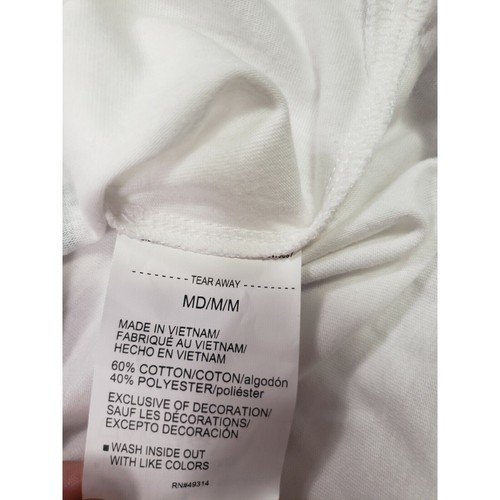 TEAR AWAY
MD/M/M
MADE IN VIETNAM/
FABRIQUÉ AU VIETNAM/
HECHO EN VIETNAM
60% COTTON/COTON/algodón
40% POLYESTER/poliéster
EXCLUSIVE OF DECORATION/
SAUF LES DÉCORATIONS/
EXCEPTO DECORACIÓN
■ WASH INSIDE OUT
WITH LIKE COLORS
RN#49314